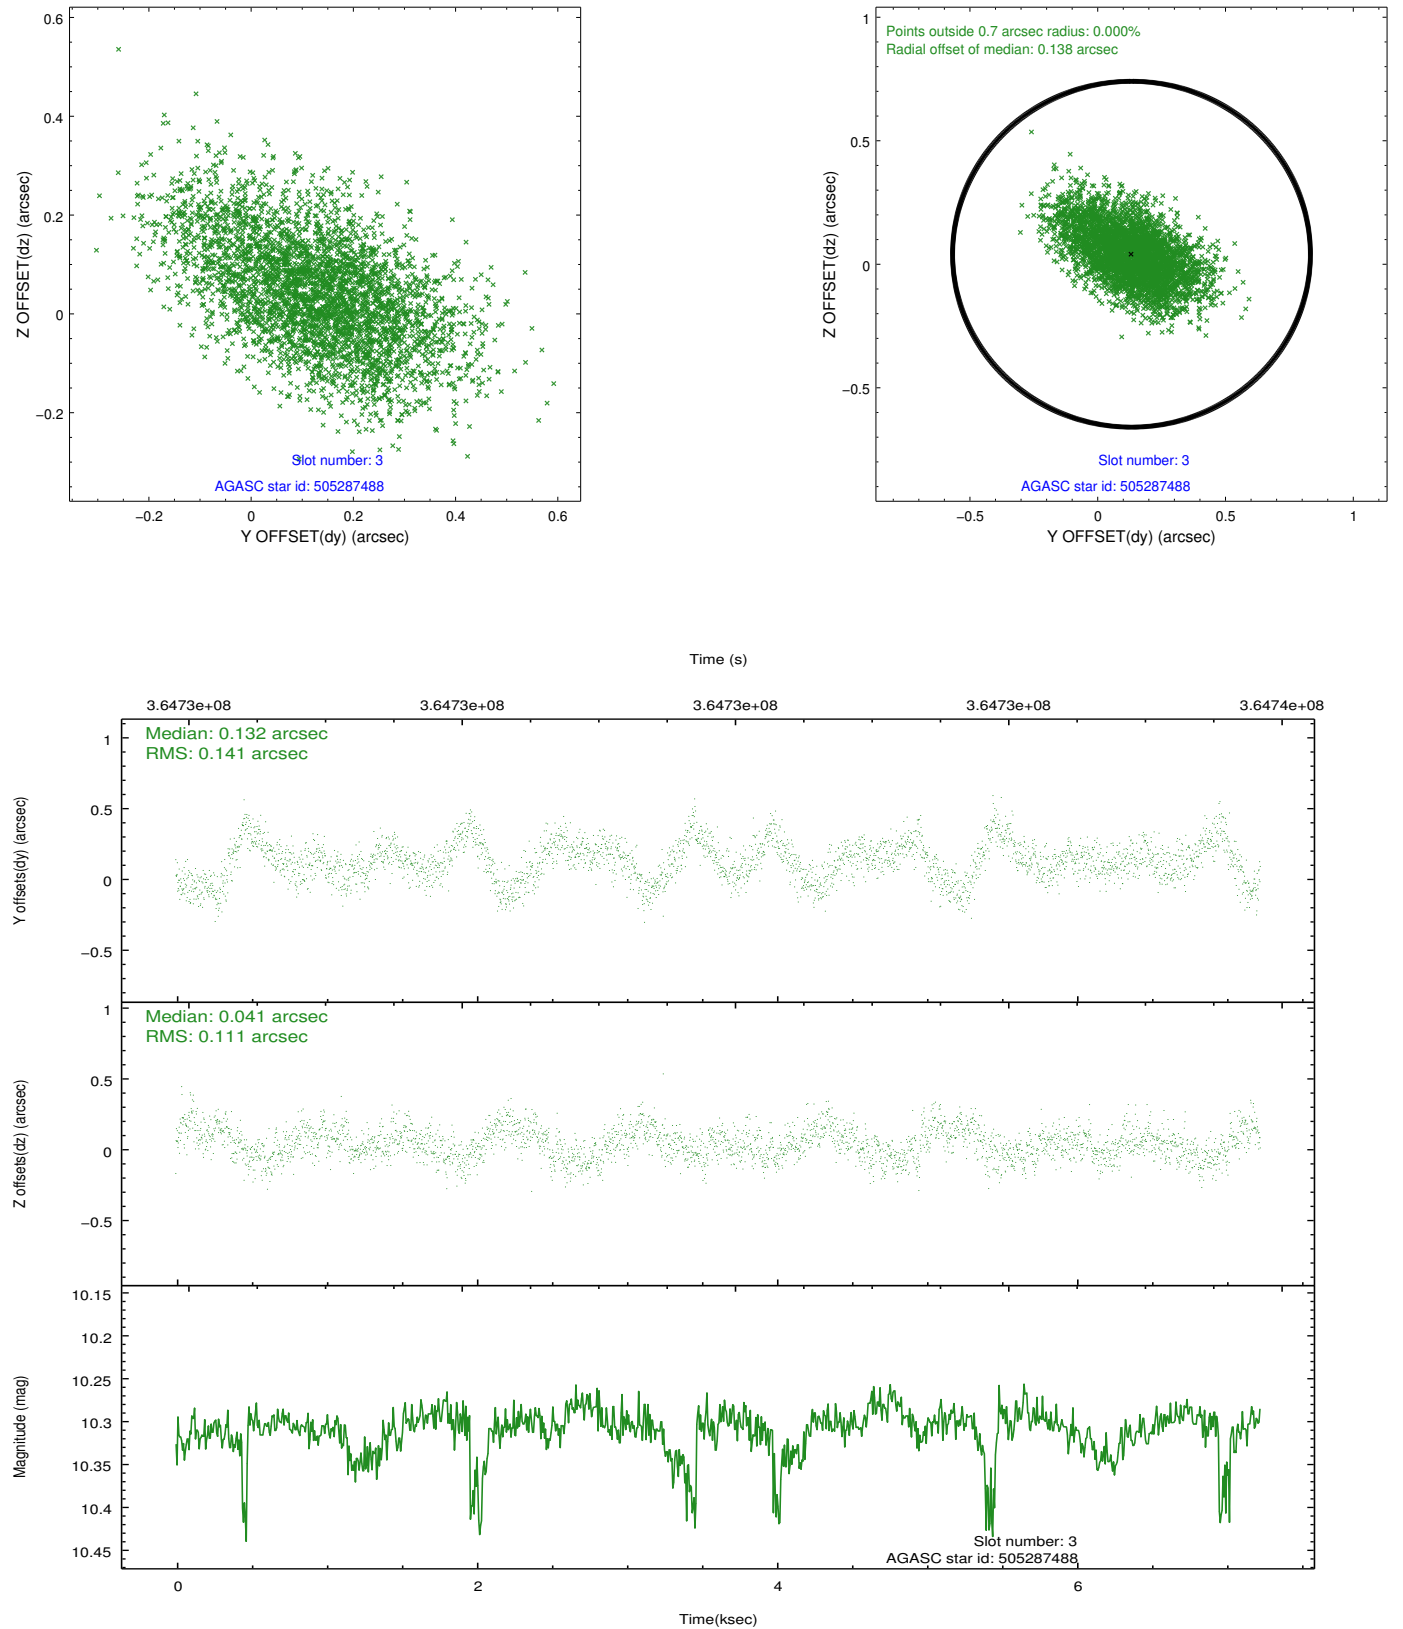 0.6
0.4
0.2
0
−0.2
−0.2
0
0.2
0.4
0.6
Z OFFSET(dz) (arcsec)
Y OFFSET(dy) (arcsec)
Slot number: 3
AGASC star id: 505287488
Points outside 0.7 arcsec radius: 0.000%
Radial offset of median: 0.138 arcsec
1
0.5
0
−0.5
−0.5
0
0.5
1
Z OFFSET(dz) (arcsec)
Y OFFSET(dy) (arcsec)
Slot number: 3
AGASC star id: 505287488
Time (s)
3.6473e+08
3.6473e+08
3.6473e+08
3.6473e+08
3.6474e+08
Median: 0.132 arcsec
RMS: 0.141 arcsec
1
0.5
0
−0.5
Y offsets(dy) (arcsec)
Median: 0.041 arcsec
RMS: 0.111 arcsec
1
0.5
0
−0.5
Z offsets(dz) (arcsec)
10.15
10.2
10.25
10.3
10.35
10.4
10.45
Magnitude (mag)
Slot number: 3
AGASC star id: 505287488
0
2
4
6
Time(ksec)